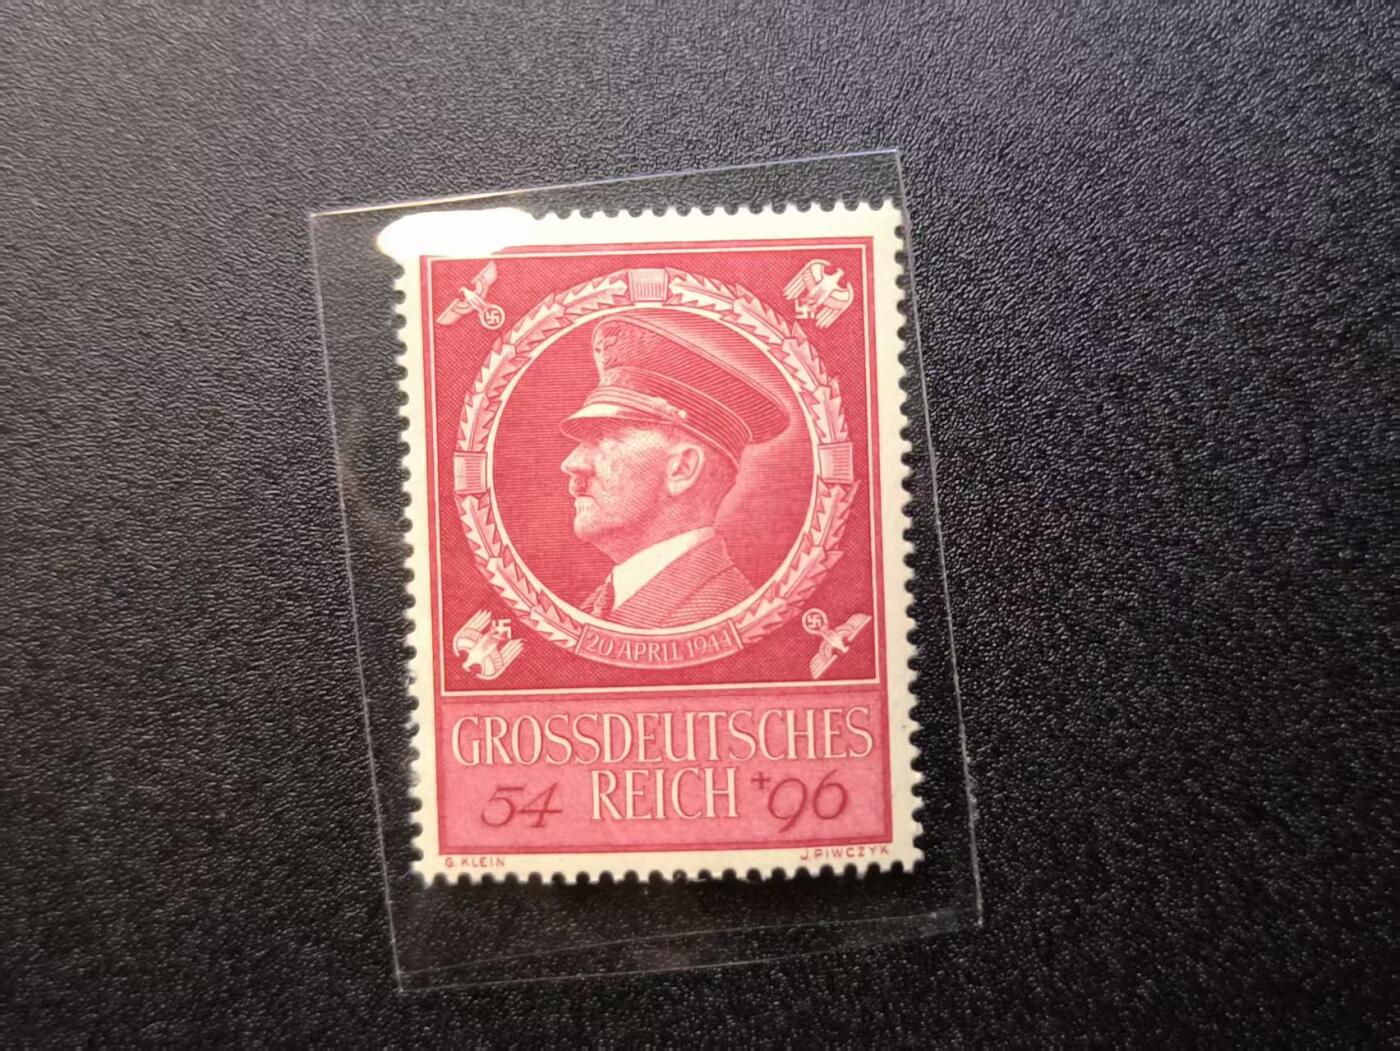 20. APRIL 1944
GROSSDEUTSCHES
54 REICH +96
G. KLEIN J. PIWCZYK